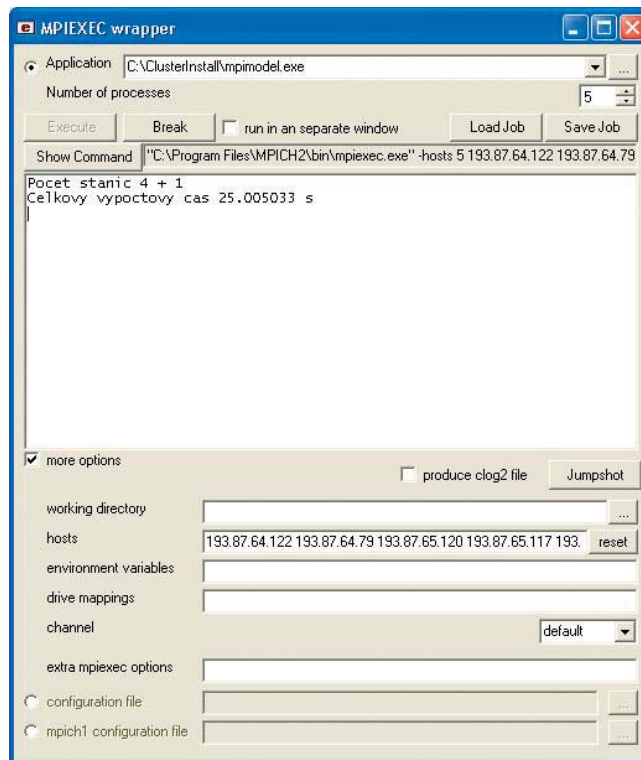 MPIEXEC wrapper
Application C:\ClusterInstall\mpimodel.exe ...
Number of processes 5
Execute Break run in an separate window Load Job Save Job
Show Command "C:\Program Files\MPICH2\bin\mpiexec.exe" -hosts 5 193.87.64.122 193.87.64.79
Pocet stanic 4 + 1
Celkovy vypoctovy cas 25.005033 s
more options
produce clog2 file Jumpshot
working directory ...
hosts 193.87.64.122 193.87.64.79 193.87.65.120 193.87.65.117 193. reset
environment variables
drive mappings
channel default
extra mpiexec options
configuration file ...
mpich1 configuration file ...